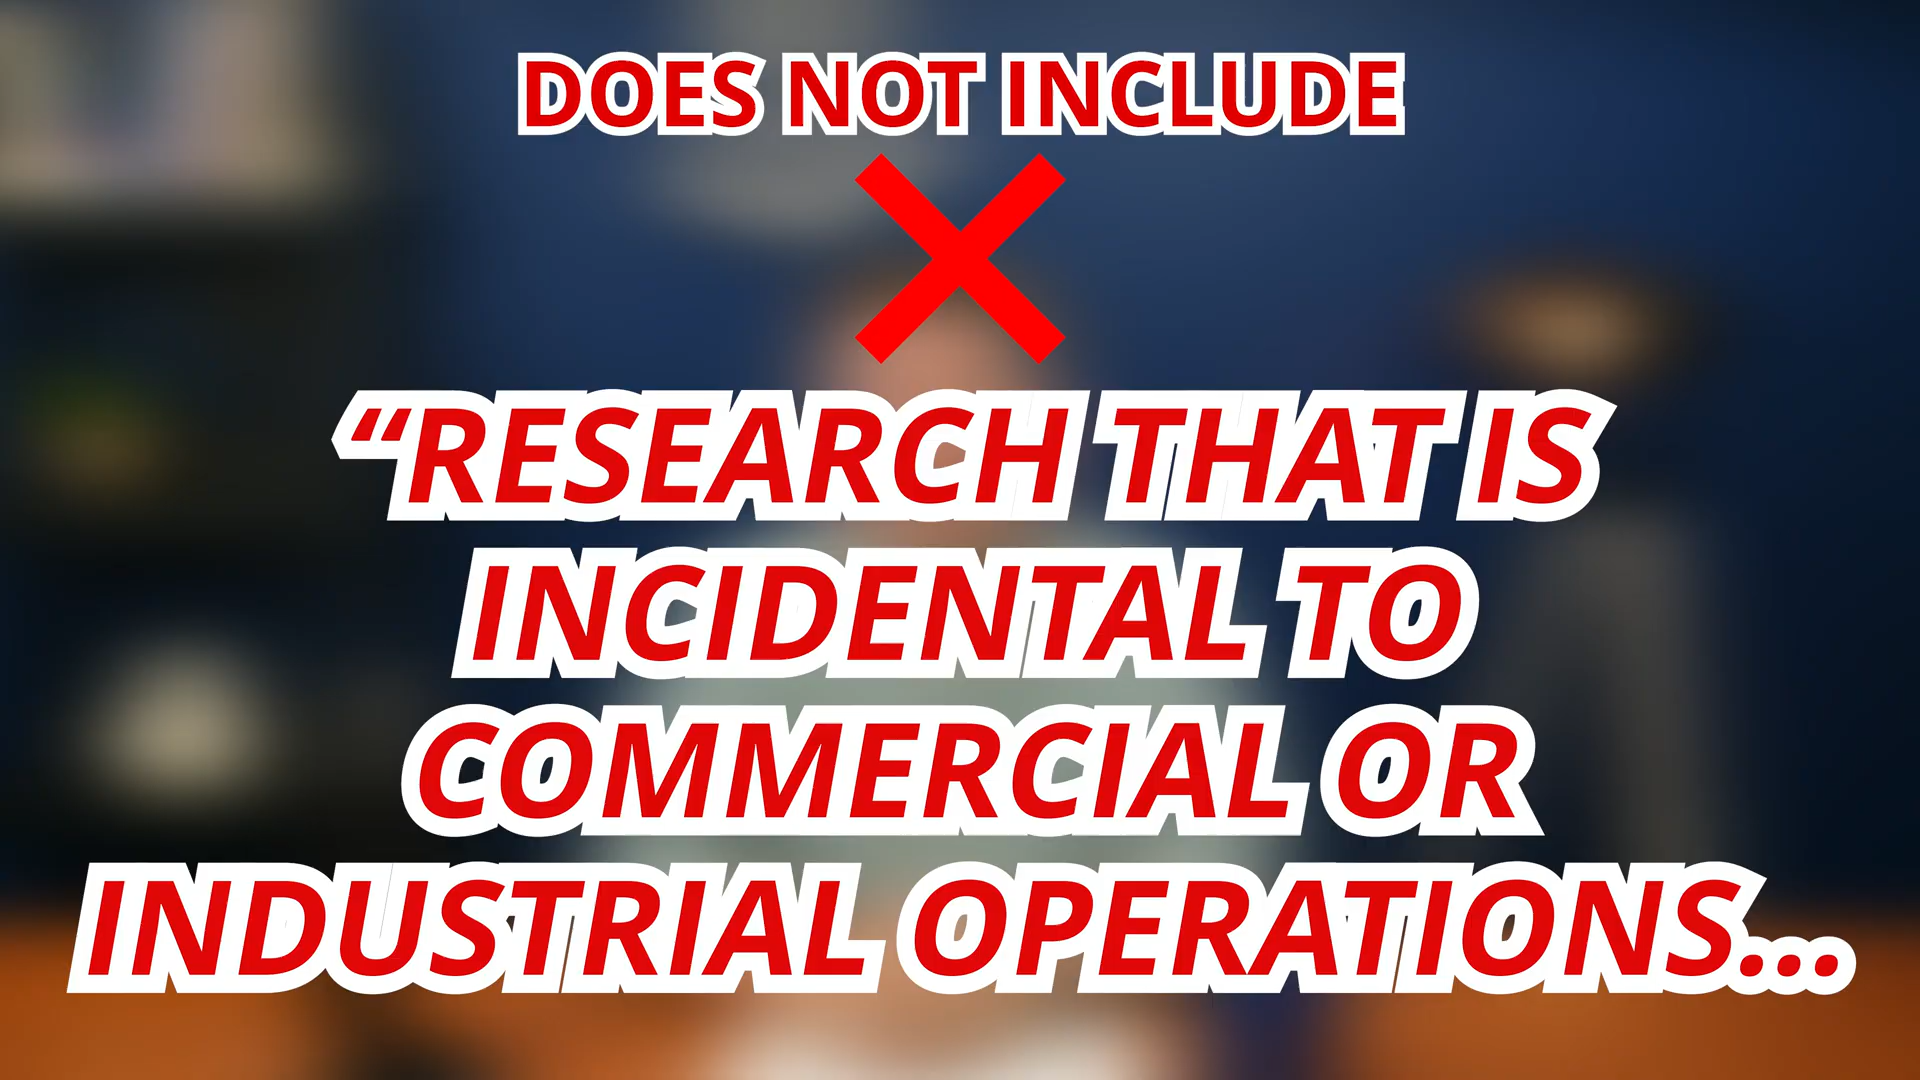 DOES NOT INCLUDE
“RESEARCH THAT IS
INCIDENTAL TO
COMMERCIAL OR
INDUSTRIAL OPERATIONS...